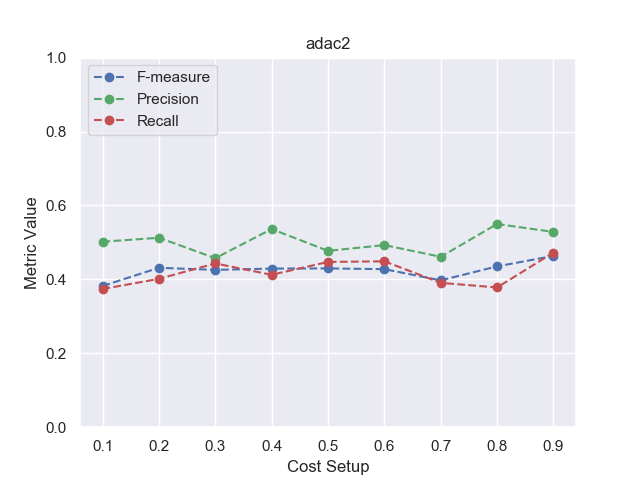 adac2
F-measure
Precision
Recall
Metric Value
1.0
0.8
0.6
0.4
0.2
0.0
0.1 0.2 0.3 0.4 0.5 0.6 0.7 0.8 0.9
Cost Setup